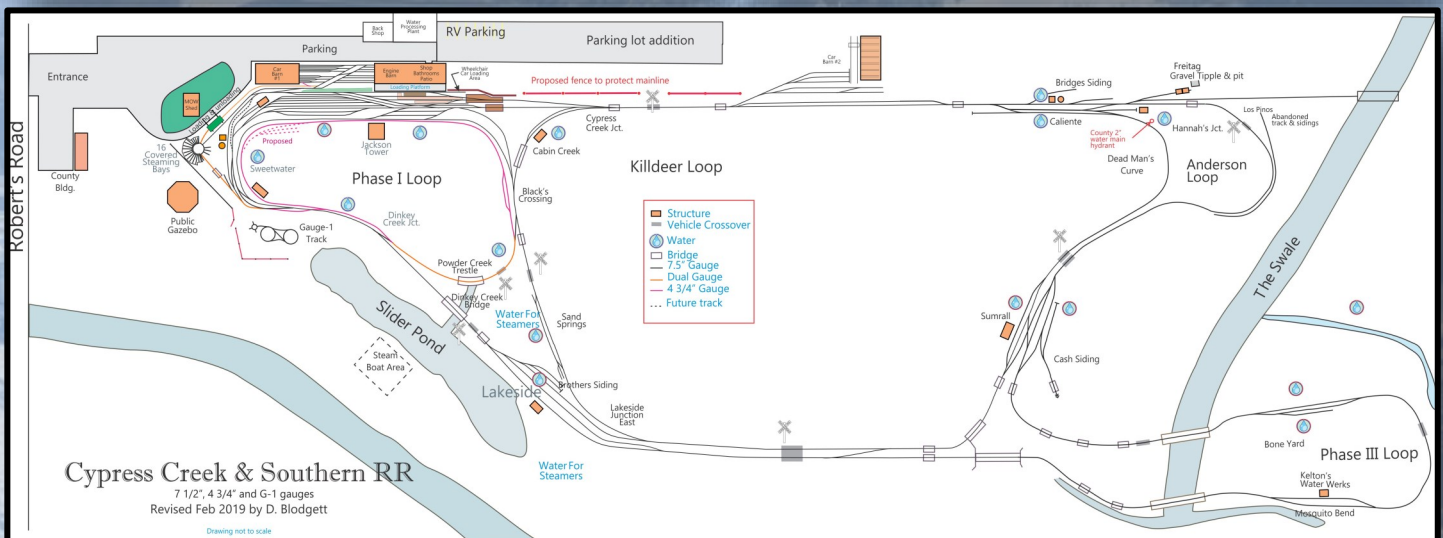 Back
Shop
Water
Processing
Plant
RV Parking
Parking
Parking lot addition
Entrance
Car
Barn
#1
Engine
Barn
Shop
Bathrooms
Patio
Loading Platform
Wheelchair
Car Loading
Area
Proposed fence to protect mainline
Car
Barn #2
MOW
Shed
Loading & Unloading
Robert's Road
County
Bldg.
16
Covered
Steaming
Bays
Public
Gazebo
Gauge-1
Track
Proposed
Sweetwater
Jackson
Tower
Phase I Loop
Dinkey
Creek Jct.
Cypress
Creek Jct.
Cabin Creek
Black's
Crossing
Killdeer Loop
Powder Creek
Trestle
Dinkey Creek
Bridge
Slider Pond
Steam
Boat Area
Water For
Steamers
Sand
Springs
Lakeside
Brothers Siding
Lakeside
Junction
East
Water For
Steamers
Structure
Vehicle Crossover
Water
Bridge
7.5" Gauge
Dual Gauge
4 3/4" Gauge
Future track
Bridges Siding
Caliente
Freitag
Gravel Tipple & pit
Los Pinos
Abandoned
track & sidings
County 2"
water main
hydrant
Hannah's Jct.
Dead Man's
Curve
Anderson
Loop
The Swale
Sumrall
Cash Siding
Bone Yard
Phase III Loop
Kelton's
Water Werks
Mosquito Bend
Cypress Creek & Southern RR
7 1/2", 4 3/4" and G-1 gauges
Revised Feb 2019 by D. Blodgett
Drawing not to scale